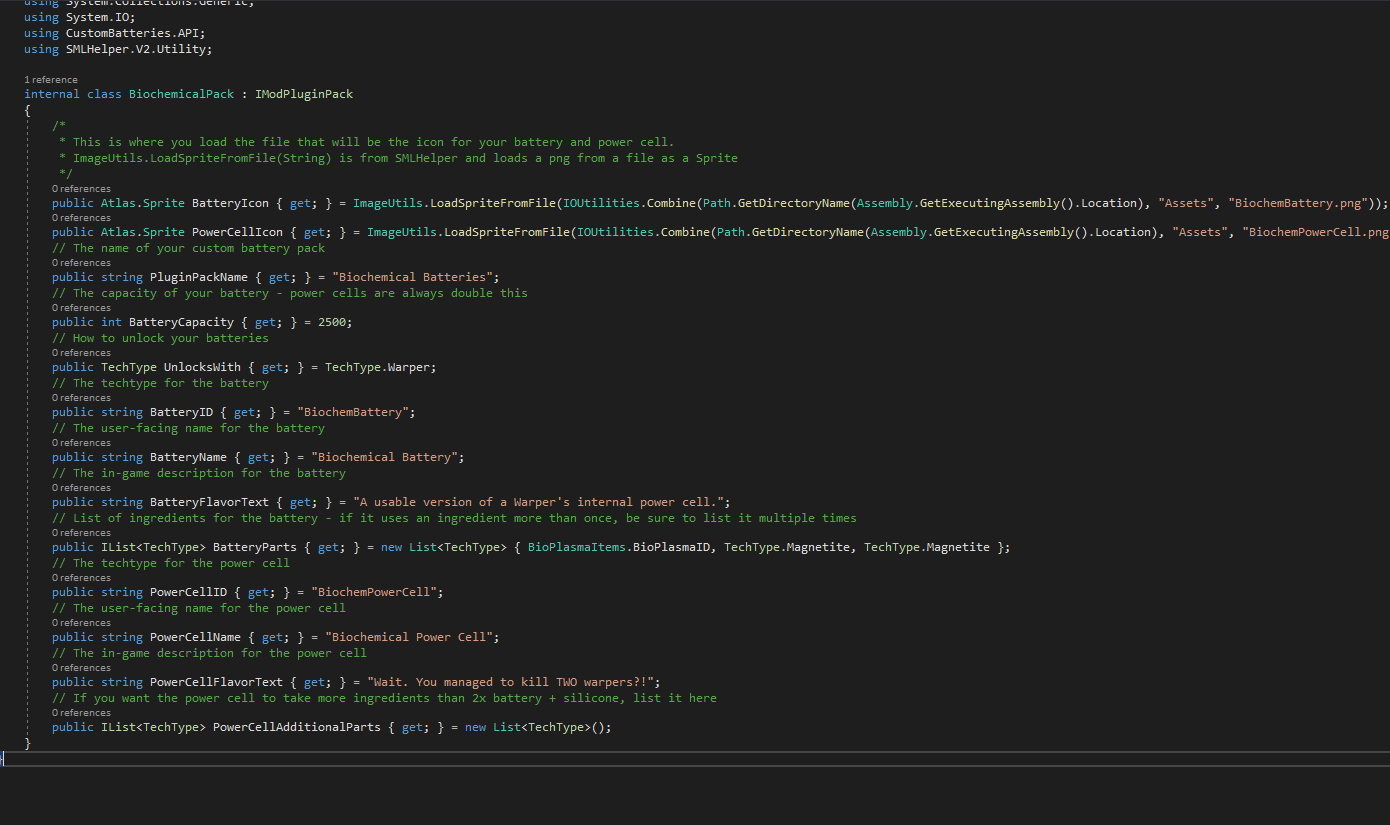 using System.Collections.Generic;
using System.IO;
using CustomBatteries.API;
using SMLHelper.V2.Utility;
1 reference
internal class BiochemicalPack : IModPluginPack
{
/*
* This is where you load the file that will be the icon for your battery and power cell.
* ImageUtils.LoadSpriteFromFile(String) is from SMLHelper and loads a png from a file as a Sprite
*/
0 references
public Atlas.Sprite BatteryIcon { get; } = ImageUtils.LoadSpriteFromFile(IOUtilities.Combine(Path.GetDirectoryName(Assembly.GetExecutingAssembly().Location), "Assets", "BiochemBattery.png"));
0 references
public Atlas.Sprite PowerCellIcon { get; } = ImageUtils.LoadSpriteFromFile(IOUtilities.Combine(Path.GetDirectoryName(Assembly.GetExecutingAssembly().Location), "Assets", "BiochemPowerCell.png
// The name of your custom battery pack
0 references
public string PluginPackName { get; } = "Biochemical Batteries";
// The capacity of your battery - power cells are always double this
0 references
public int BatteryCapacity { get; } = 2500;
// How to unlock your batteries
0 references
public TechType UnlocksWith { get; } = TechType.Warper;
// The techtype for the battery
0 references
public string BatteryID { get; } = "BiochemBattery";
// The user-facing name for the battery
0 references
public string BatteryName { get; } = "Biochemical Battery";
// The in-game description for the battery
0 references
public string BatteryFlavorText { get; } = "A usable version of a Warper's internal power cell.";
// List of ingredients for the battery - if it uses an ingredient more than once, be sure to list it multiple times
0 references
public IList<TechType> BatteryParts { get; } = new List<TechType> { BioPlasmaItems.BioPlasmaID, TechType.Magnetite, TechType.Magnetite };
// The techtype for the power cell
0 references
public string PowerCellID { get; } = "BiochemPowerCell";
// The user-facing name for the power cell
0 references
public string PowerCellName { get; } = "Biochemical Power Cell";
// The in-game description for the power cell
0 references
public string PowerCellFlavorText { get; } = "Wait. You managed to kill TWO warpers?!";
// If you want the power cell to take more ingredients than 2x battery + silicone, list it here
0 references
public IList<TechType> PowerCellAdditionalParts { get; } = new List<TechType>();
}
}